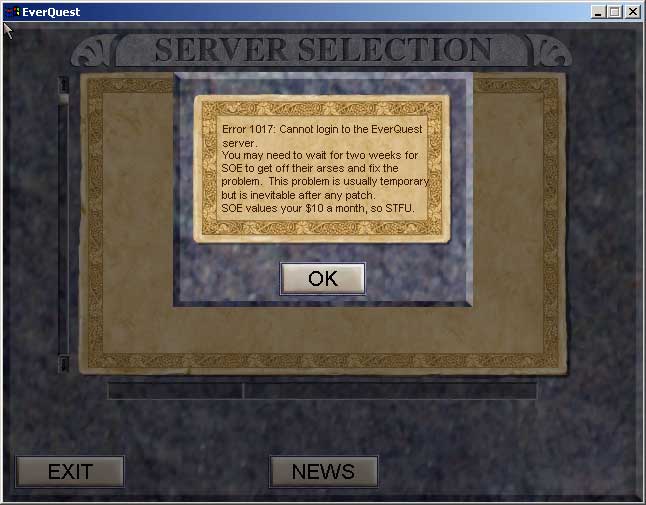 EverQuest
SERVER SELECTION
Error 1017: Cannot login to the EverQuest
server.
You may need to wait for two weeks for
SOE to get off their arses and fix the
problem. This problem is usually temporary
but is inevitable after any patch.
SOE values your $10 a month, so STFU.
OK
EXIT
NEWS